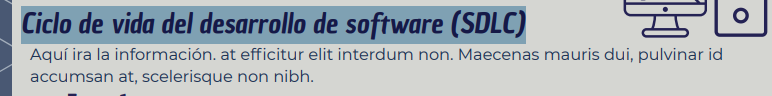 Ciclo de vida del desarrollo de software (SDLC)
Aquí ira la información. at efficitur elit interdum non. Maecenas mauris dui, pulvinar id
accumsan at, scelerisque non nibh.